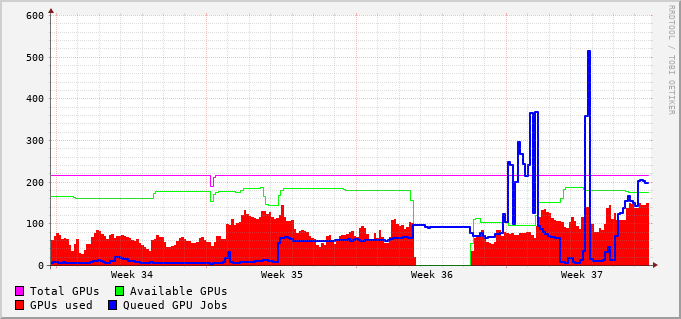 600
500
400
300
200
100
0
Week 34 Week 35 Week 36 Week 37
Total GPUs Available GPUs
GPUs used Queued GPU Jobs
RRDTOOL / TOBI OETIKER